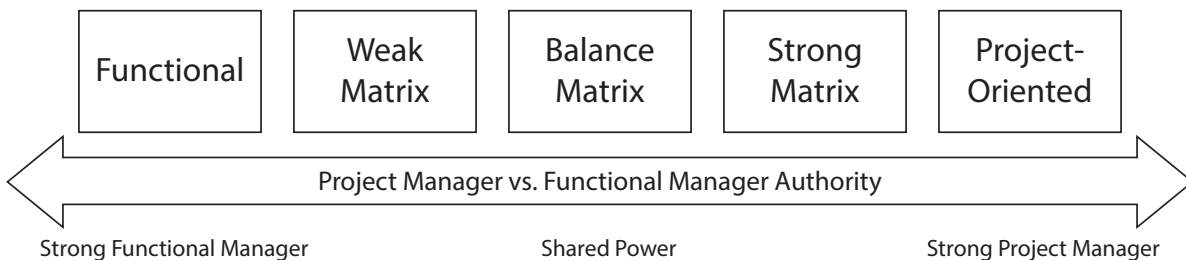 Functional
Weak
Matrix
Balance
Matrix
Strong
Matrix
Project-
Oriented
Project Manager vs. Functional Manager Authority
Strong Functional Manager
Shared Power
Strong Project Manager